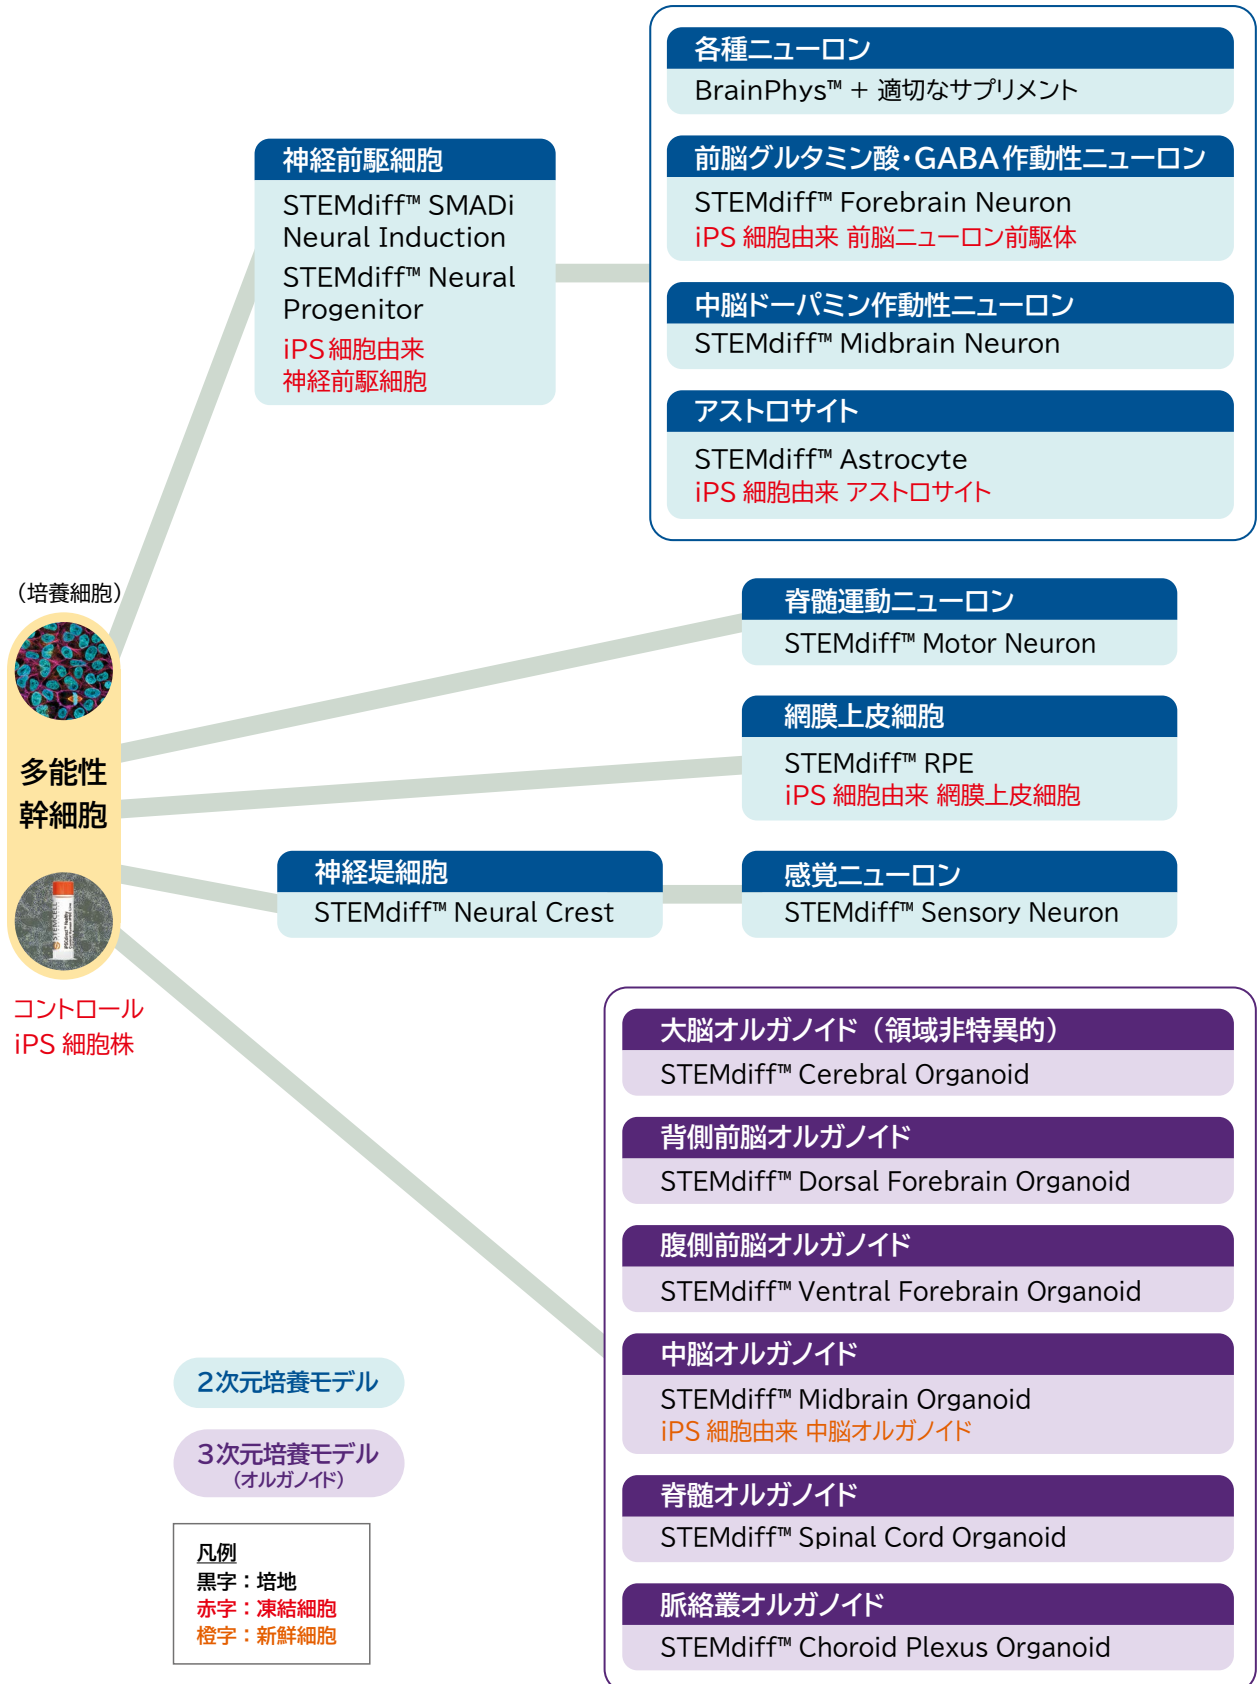 各種ニューロン
BrainPhys™ + 適切なサプリメント
神経前駆細胞
STEMdiff™ SMADi
Neural Induction
STEMdiff™ Neural
Progenitor
iPS細胞由来
神経前駆細胞
前脳グルタミン酸・GABA作動性ニューロン
STEMdiff™ Forebrain Neuron
iPS 細胞由来 前脳ニューロン前駆体
中脳ドーパミン作動性ニューロン
STEMdiff™ Midbrain Neuron
アストロサイト
STEMdiff™ Astrocyte
iPS 細胞由来 アストロサイト
（培養細胞）
多能性
幹細胞
STEMCELL
コントロール
iPS 細胞株
脊髄運動ニューロン
STEMdiff™ Motor Neuron
網膜上皮細胞
STEMdiff™ RPE
iPS 細胞由来 網膜上皮細胞
神経堤細胞
STEMdiff™ Neural Crest
感覚ニューロン
STEMdiff™ Sensory Neuron
大脳オルガノイド（領域非特異的）
STEMdiff™ Cerebral Organoid
背側前脳オルガノイド
STEMdiff™ Dorsal Forebrain Organoid
腹側前脳オルガノイド
STEMdiff™ Ventral Forebrain Organoid
中脳オルガノイド
STEMdiff™ Midbrain Organoid
iPS 細胞由来 中脳オルガノイド
脊髄オルガノイド
STEMdiff™ Spinal Cord Organoid
脈絡叢オルガノイド
STEMdiff™ Choroid Plexus Organoid
2次元培養モデル
3次元培養モデル
（オルガノイド）
凡例
黒字：培地
赤字：凍結細胞
橙字：新鮮細胞